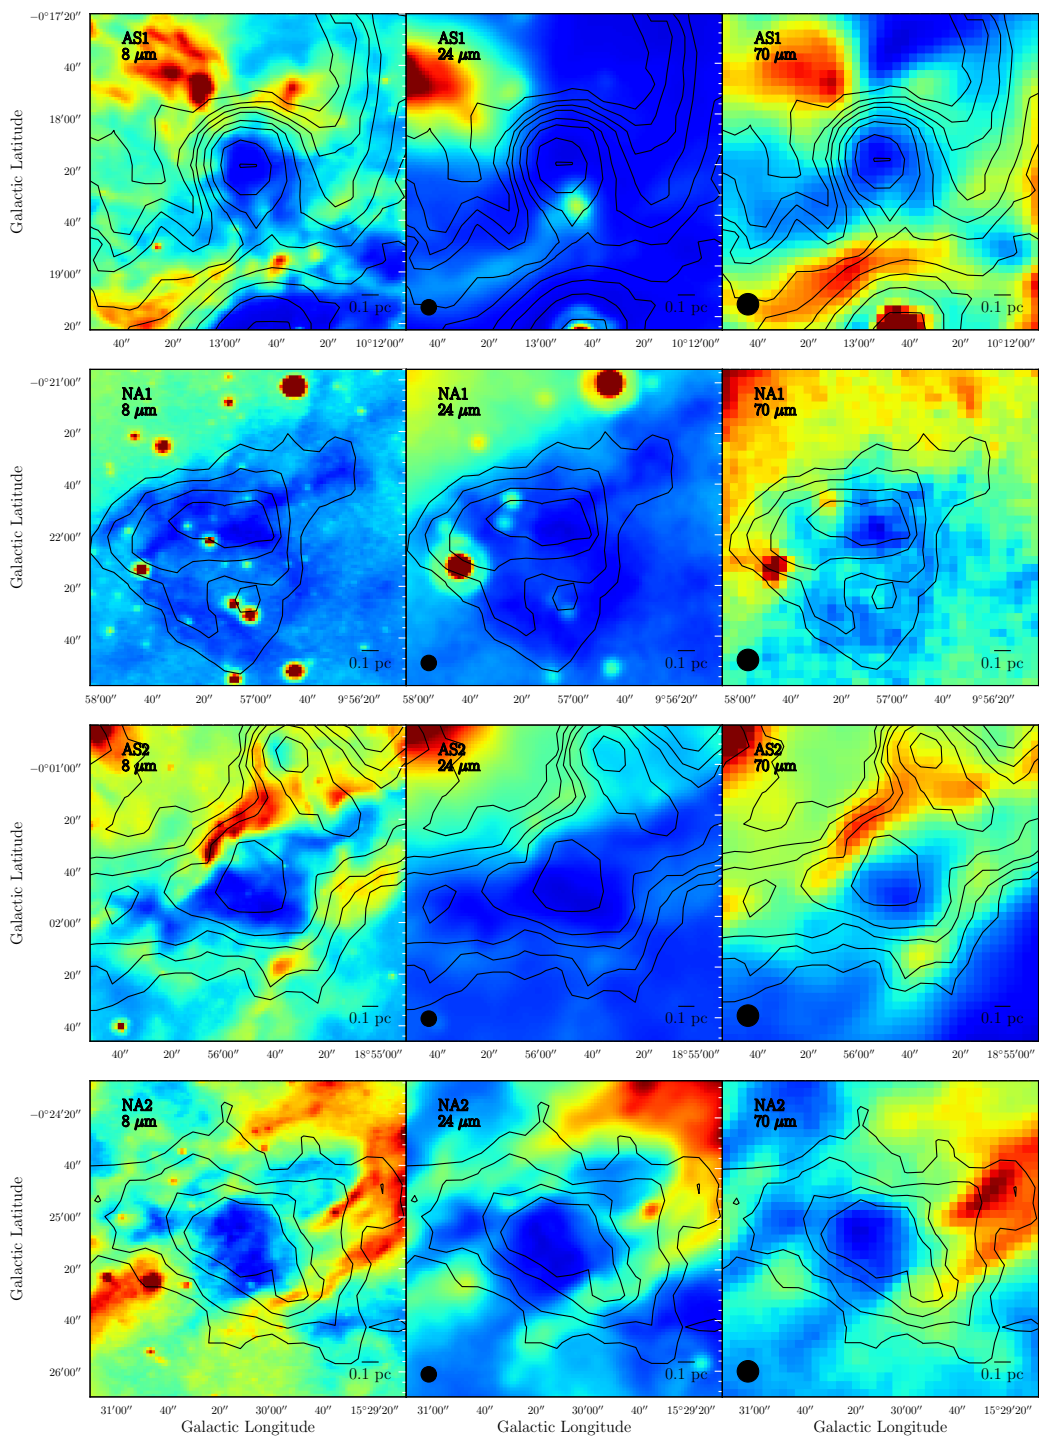 −0°17′20″
40″
18′00″
20″
40″
19′00″
20″
Galactic Latitude
AS1
8 μm
0.1 pc
AS1
24 μm
0.1 pc
AS1
70 μm
0.1 pc
40″ 20″ 13′00″ 40″ 20″ 10°12′00″
40″ 20″ 13′00″ 40″ 20″ 10°12′00″
40″ 20″ 13′00″ 40″ 20″ 10°12′00″
−0°21′00″
20″
40″
22′00″
20″
40″
Galactic Latitude
NA1
8 μm
0.1 pc
NA1
24 μm
0.1 pc
NA1
70 μm
0.1 pc
58′00″ 40″ 20″ 57′00″ 40″ 9°56′20″
58′00″ 40″ 20″ 57′00″ 40″ 9°56′20″
58′00″ 40″ 20″ 57′00″ 40″ 9°56′20″
−0°01′00″
20″
40″
02′00″
20″
40″
Galactic Latitude
AS2
8 μm
0.1 pc
AS2
24 μm
0.1 pc
AS2
70 μm
0.1 pc
40″ 20″ 56′00″ 40″ 20″ 18°55′00″
40″ 20″ 56′00″ 40″ 20″ 18°55′00″
40″ 20″ 56′00″ 40″ 20″ 18°55′00″
−0°24′20″
40″
25′00″
20″
40″
26′00″
Galactic Latitude
NA2
8 μm
0.1 pc
NA2
24 μm
0.1 pc
NA2
70 μm
0.1 pc
31′00″ 40″ 20″ 30′00″ 40″ 15°29′20″
31′00″ 40″ 20″ 30′00″ 40″ 15°29′20″
31′00″ 40″ 20″ 30′00″ 40″ 15°29′20″
Galactic Longitude
Galactic Longitude
Galactic Longitude